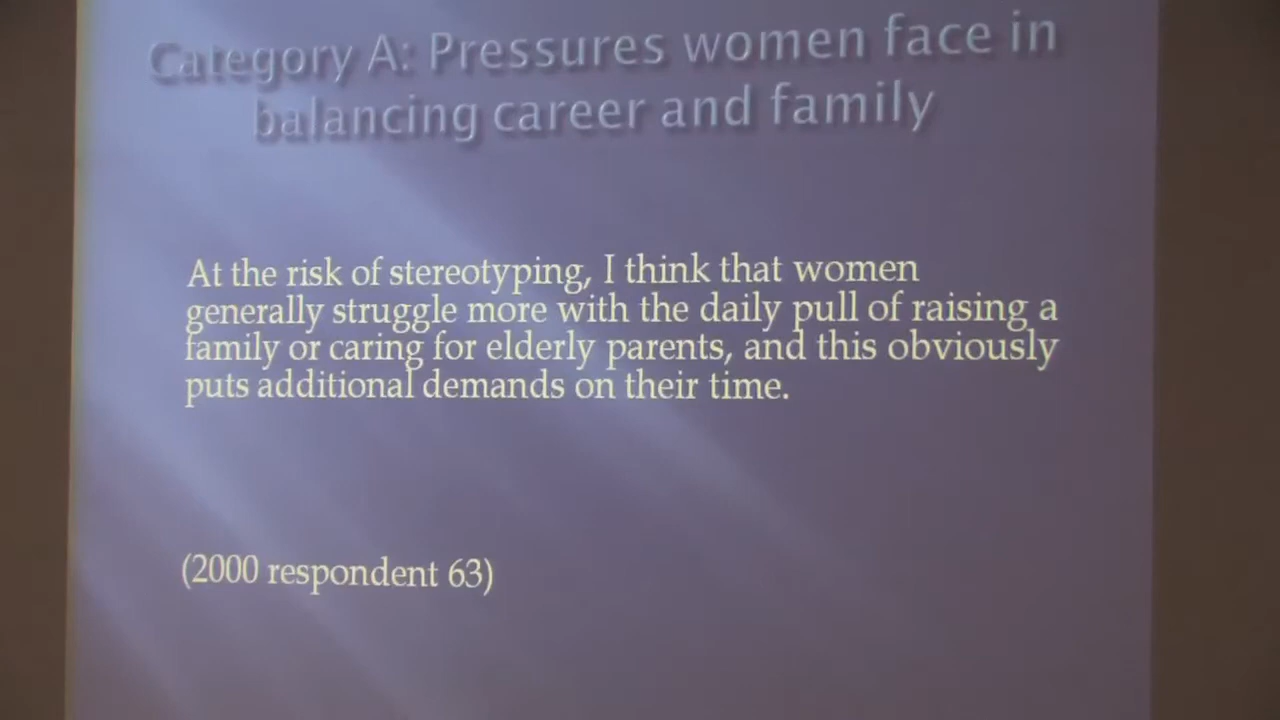 Category A: Pressures women face in
balancing career and family
At the risk of stereotyping, I think that women
generally struggle more with the daily pull of raising a
family or caring for elderly parents, and this obviously
puts additional demands on their time.
(2000 respondent 63)